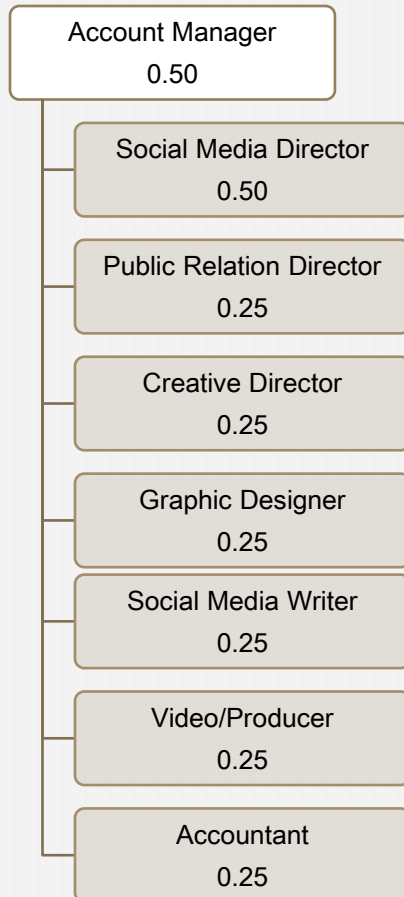 Account Manager
0.50
Social Media Director
0.50
Public Relation Director
0.25
Creative Director
0.25
Graphic Designer
0.25
Social Media Writer
0.25
Video/Producer
0.25
Accountant
0.25